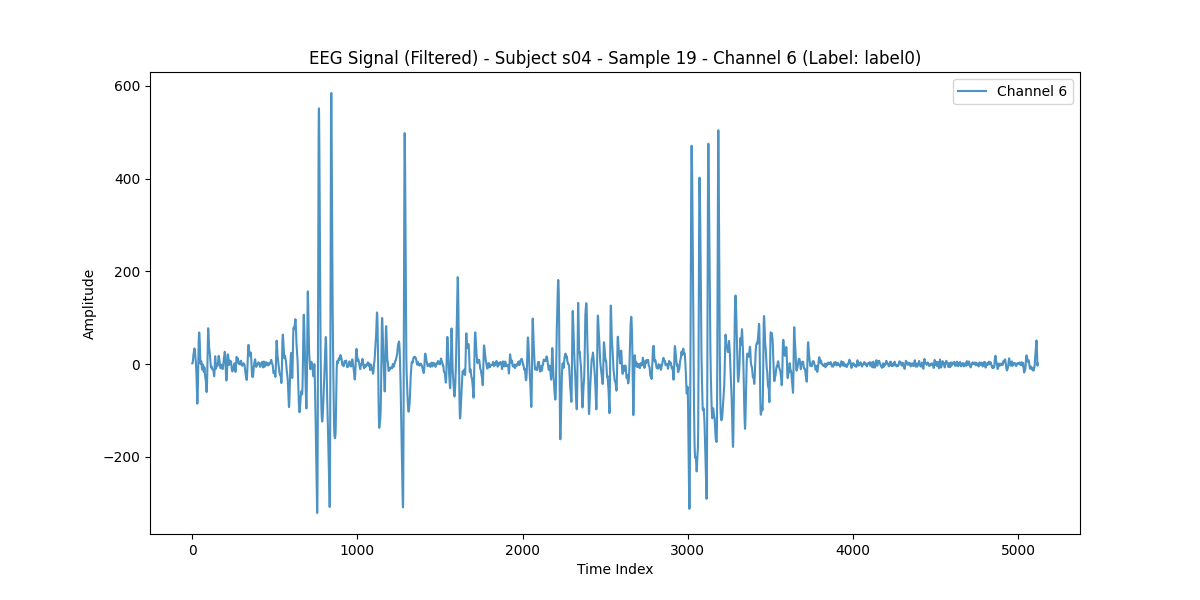 EEG Signal (Filtered) - Subject s04 - Sample 19 - Channel 6 (Label: label0)
Channel 6
600
400
200
0
−200
Amplitude
0 1000 2000 3000 4000 5000
Time Index